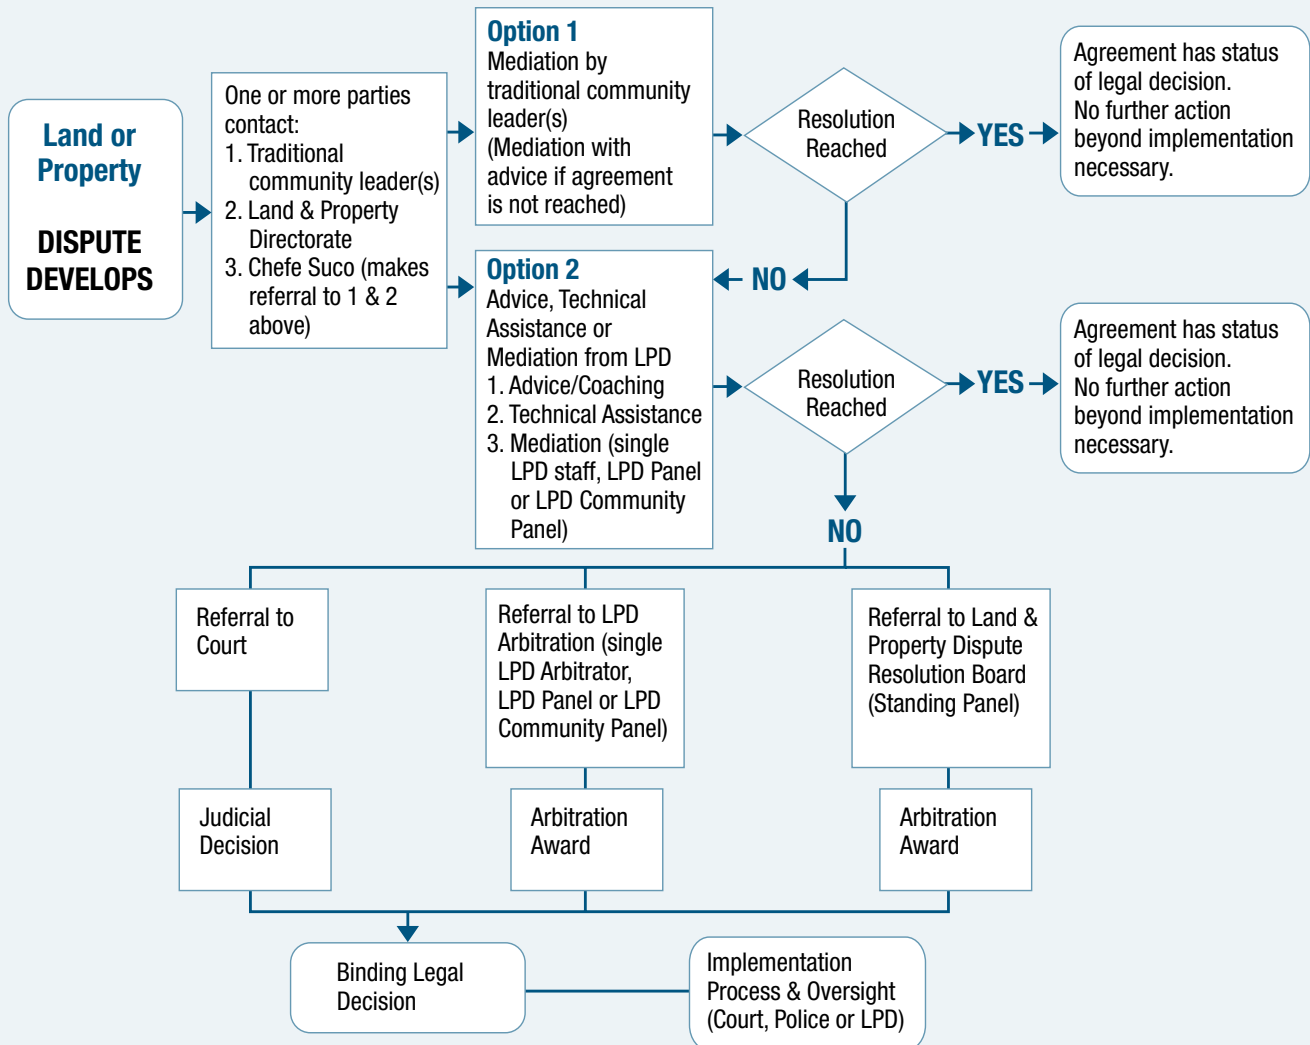 Land or
Property
DISPUTE
DEVELOPS
One or more parties
contact:
1. Traditional
community leader(s)
2. Land & Property
Directorate
3. Chefe Suco (makes
referral to 1 & 2
above)
Option 1
Mediation by
traditional community
leader(s)
(Mediation with
advice if agreement
is not reached)
Resolution
Reached
YES
Agreement has status
of legal decision.
No further action
beyond implementation
necessary.
NO
Option 2
Advice, Technical
Assistance or
Mediation from LPD
1. Advice/Coaching
2. Technical Assistance
3. Mediation (single
LPD staff, LPD Panel
or LPD Community
Panel)
Resolution
Reached
YES
Agreement has status
of legal decision.
No further action
beyond implementation
necessary.
NO
Referral to
Court
Referral to LPD
Arbitration (single
LPD Arbitrator,
LPD Panel or LPD
Community Panel)
Referral to Land &
Property Dispute
Resolution Board
(Standing Panel)
Judicial
Decision
Arbitration
Award
Arbitration
Award
Binding Legal
Decision
Implementation
Process & Oversight
(Court, Police or LPD)